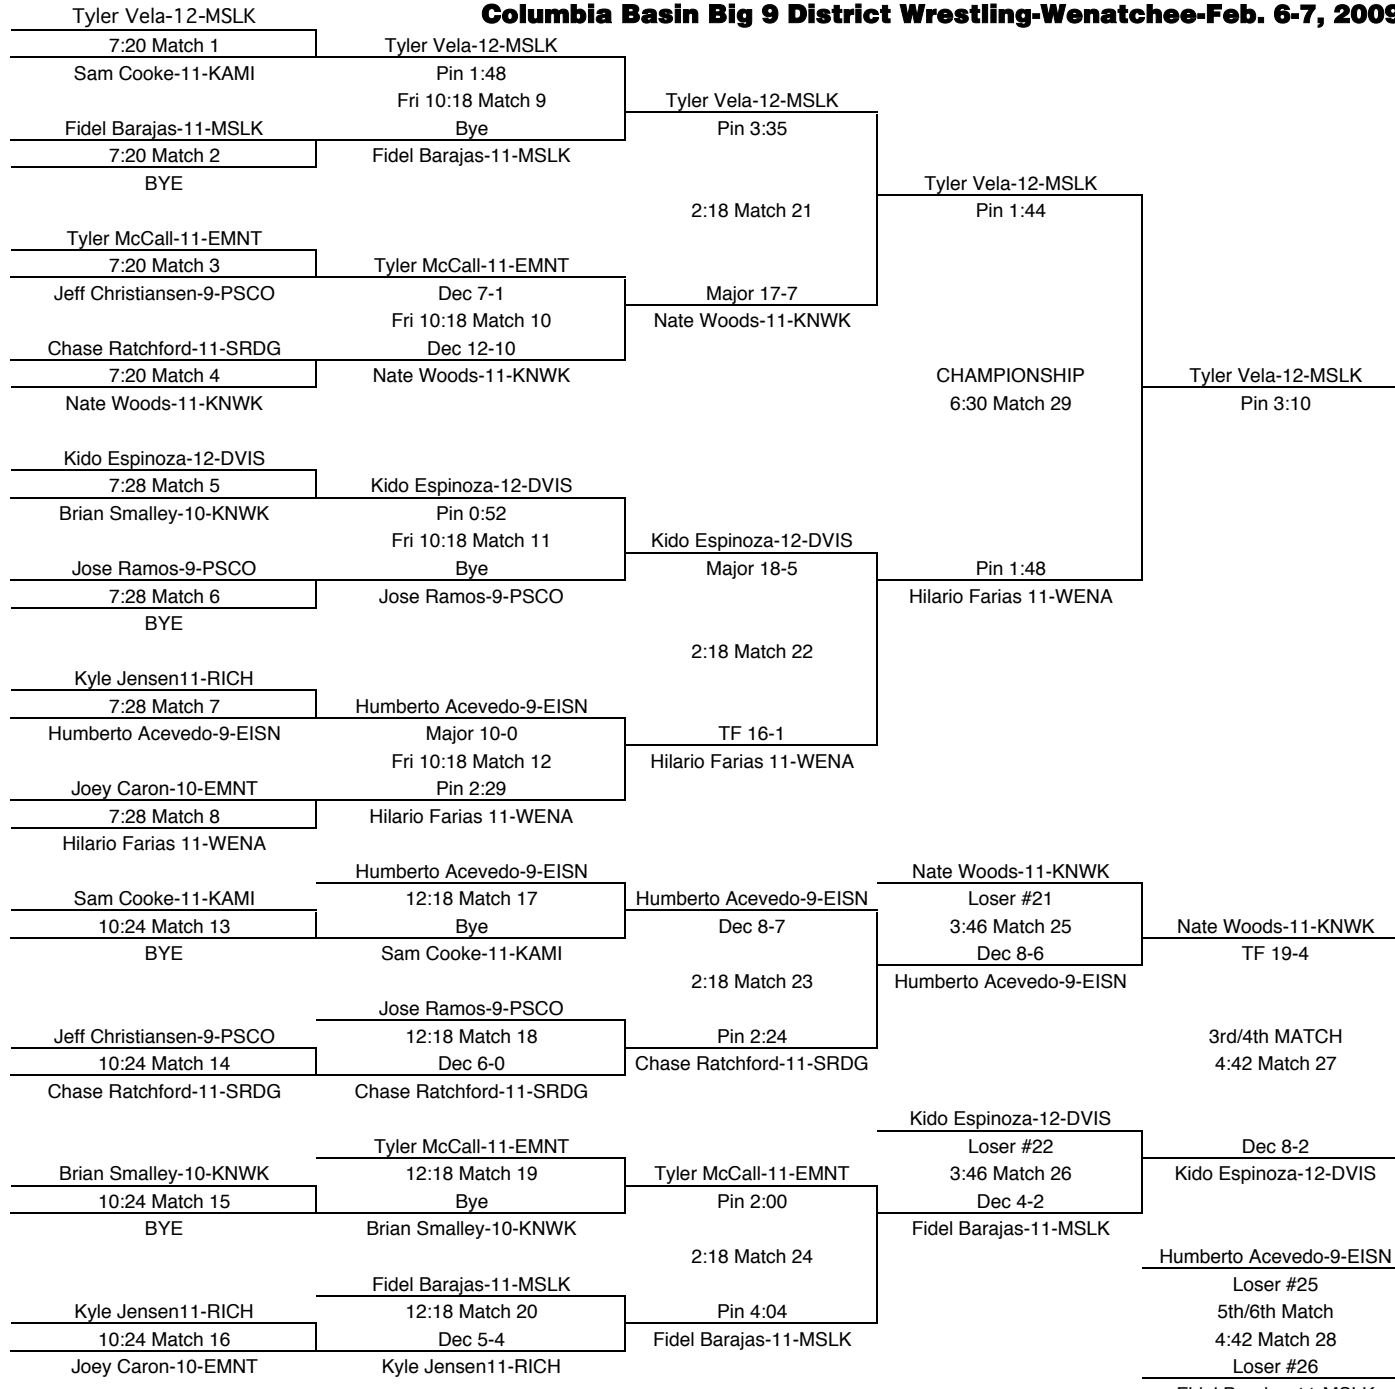 Columbia Basin Big 9 District Wrestling-Wenatchee-Feb. 6-7, 2009
Tyler Vela-12-MSLK
7:20 Match 1
Sam Cooke-11-KAMI
Fidel Barajas-11-MSLK
7:20 Match 2
BYE
Tyler McCall-11-EMNT
7:20 Match 3
Jeff Christiansen-9-PSCO
Chase Ratchford-11-SRDG
7:20 Match 4
Nate Woods-11-KNWK
Kido Espinoza-12-DVIS
7:28 Match 5
Brian Smalley-10-KNWK
Jose Ramos-9-PSCO
7:28 Match 6
BYE
Kyle Jensen11-RICH
7:28 Match 7
Humberto Acevedo-9-EISN
Joey Caron-10-EMNT
7:28 Match 8
Hilario Farias 11-WENA
Tyler Vela-12-MSLK
Pin 1:48
Fri 10:18 Match 9
Bye
Fidel Barajas-11-MSLK
Tyler McCall-11-EMNT
Dec 7-1
Fri 10:18 Match 10
Dec 12-10
Nate Woods-11-KNWK
Kido Espinoza-12-DVIS
Pin 0:52
Fri 10:18 Match 11
Bye
Jose Ramos-9-PSCO
Humberto Acevedo-9-EISN
Major 10-0
Fri 10:18 Match 12
Pin 2:29
Hilario Farias 11-WENA
Tyler Vela-12-MSLK
Pin 3:35
2:18 Match 21
Major 17-7
Nate Woods-11-KNWK
Kido Espinoza-12-DVIS
Major 18-5
2:18 Match 22
TF 16-1
Hilario Farias 11-WENA
Tyler Vela-12-MSLK
Pin 1:44
CHAMPIONSHIP
6:30 Match 29
Pin 1:48
Hilario Farias 11-WENA
Tyler Vela-12-MSLK
Pin 3:10
Sam Cooke-11-KAMI
10:24 Match 13
BYE
Jeff Christiansen-9-PSCO
10:24 Match 14
Chase Ratchford-11-SRDG
Brian Smalley-10-KNWK
10:24 Match 15
BYE
Kyle Jensen11-RICH
10:24 Match 16
Joey Caron-10-EMNT
Humberto Acevedo-9-EISN
12:18 Match 17
Bye
Sam Cooke-11-KAMI
Jose Ramos-9-PSCO
12:18 Match 18
Dec 6-0
Chase Ratchford-11-SRDG
Tyler McCall-11-EMNT
12:18 Match 19
Bye
Brian Smalley-10-KNWK
Fidel Barajas-11-MSLK
12:18 Match 20
Dec 5-4
Kyle Jensen11-RICH
Humberto Acevedo-9-EISN
Dec 8-7
2:18 Match 23
Pin 2:24
Chase Ratchford-11-SRDG
Tyler McCall-11-EMNT
Pin 2:00
2:18 Match 24
Pin 4:04
Fidel Barajas-11-MSLK
Nate Woods-11-KNWK
Loser #21
3:46 Match 25
Dec 8-6
Humberto Acevedo-9-EISN
Kido Espinoza-12-DVIS
Loser #22
3:46 Match 26
Dec 4-2
Fidel Barajas-11-MSLK
Nate Woods-11-KNWK
TF 19-4
3rd/4th MATCH
4:42 Match 27
Dec 8-2
Kido Espinoza-12-DVIS
Humberto Acevedo-9-EISN
Loser #25
5th/6th Match
4:42 Match 28
Loser #26